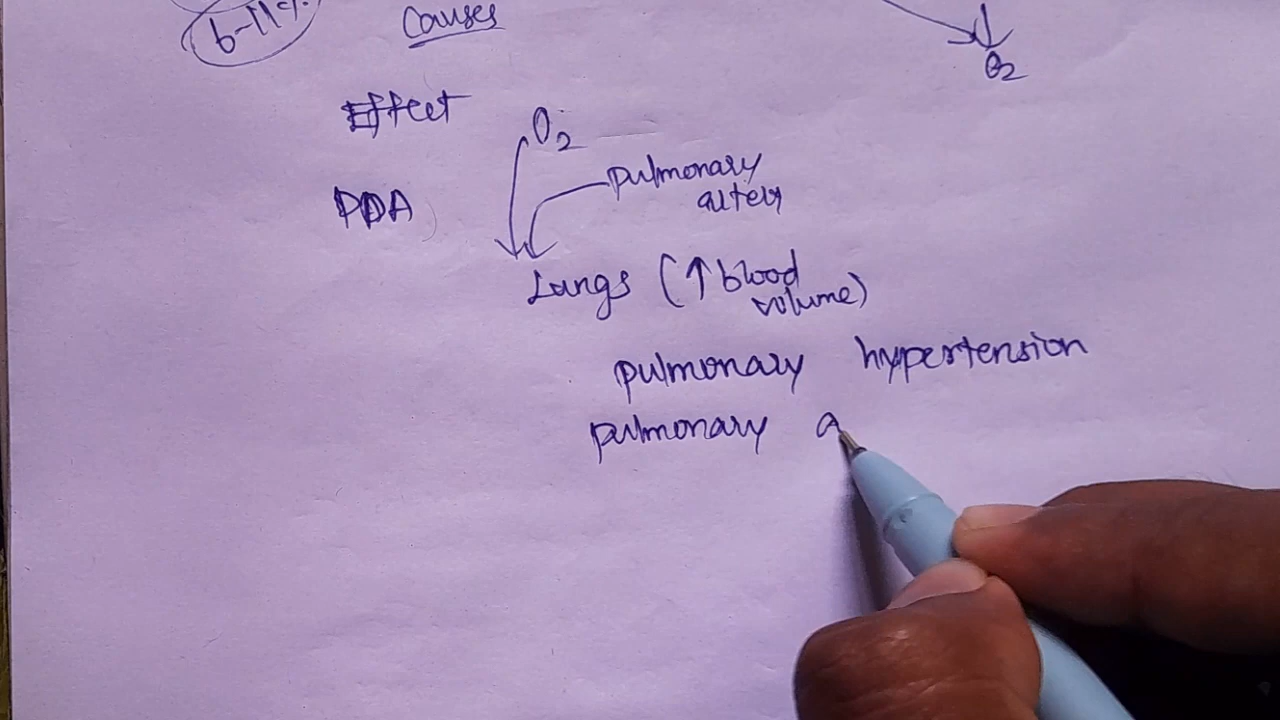 6-11%
Causes
O2
Effect
O2
PDA
pulmonary
artery
Lungs (↑ blood
volume)
pulmonary hypertension
pulmonary a